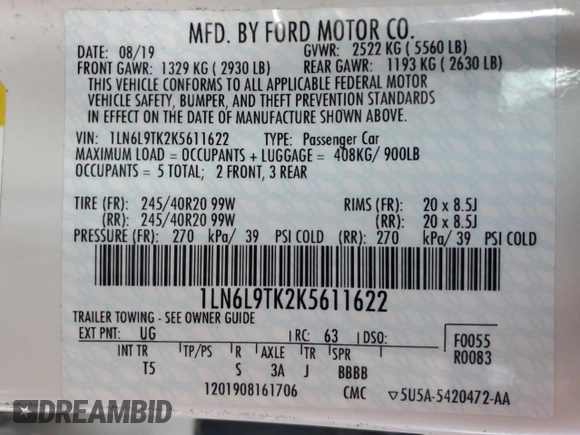 MFD. BY FORD MOTOR CO.
DATE: 08/19 GVWR: 2522 KG ( 5560 LB)
FRONT GAWR: 1329 KG ( 2930 LB) REAR GAWR: 1193 KG ( 2630 LB)
THIS VEHICLE CONFORMS TO ALL APPLICABLE FEDERAL MOTOR
VEHICLE SAFETY, BUMPER, AND THEFT PREVENTION STANDARDS
IN EFFECT ON THE DATE OF MANUFACTURE SHOWN ABOVE.
VIN: 1LN6L9TK2K5611622 TYPE: Passenger Car
MAXIMUM LOAD = OCCUPANTS + LUGGAGE = 408KG/ 900LB
OCCUPANTS = 5 TOTAL; 2 FRONT, 3 REAR
TIRE (FR): 245/40R20 99W RIMS (FR): 20 x 8.5J
(RR): 245/40R20 99W (RR): 20 x 8.5J
PRESSURE (FR): 270 kPa/ 39 PSI COLD (RR): 270 kPa/ 39 PSI COLD
1LN6L9TK2K5611622
TRAILER TOWING - SEE OWNER GUIDE
EXT PNT: UG RC: 63 DSO: F0055
INT TR TP/PS R AXLE TR SPR R0083
T5 S 3A J BBBB
1201908161706 CMC ▽5U5A-5420472-AA
DREAMBID